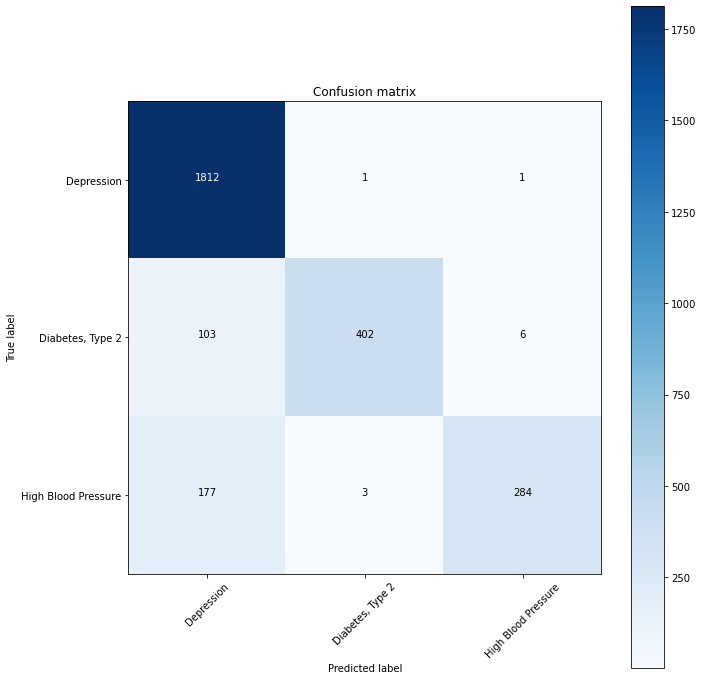 Confusion matrix
1750
1500
1250
1000
750
500
250
True label
Depression
1812
1
1
Diabetes, Type 2
103
402
6
High Blood Pressure
177
3
284
Depression
Diabetes, Type 2
High Blood Pressure
Predicted label